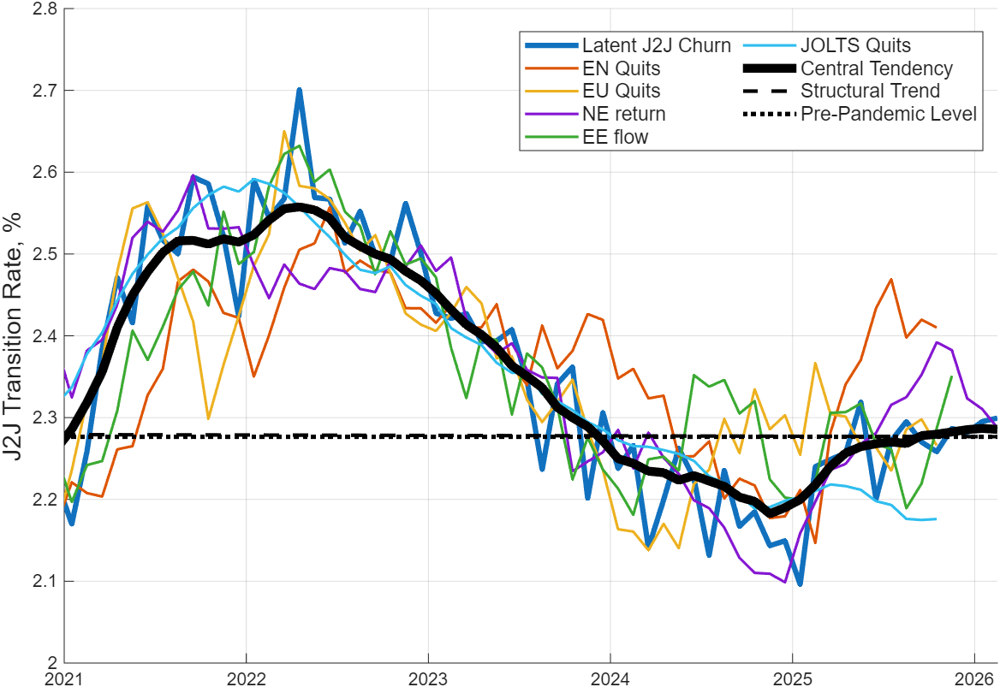 2.8
2.7
2.6
2.5
2.4
2.3
2.2
2.1
2
J2J Transition Rate, %
Latent J2J Churn
EN Quits
EU Quits
NE return
EE flow
JOLTS Quits
Central Tendency
Structural Trend
Pre-Pandemic Level
2021
2022
2023
2024
2025
2026